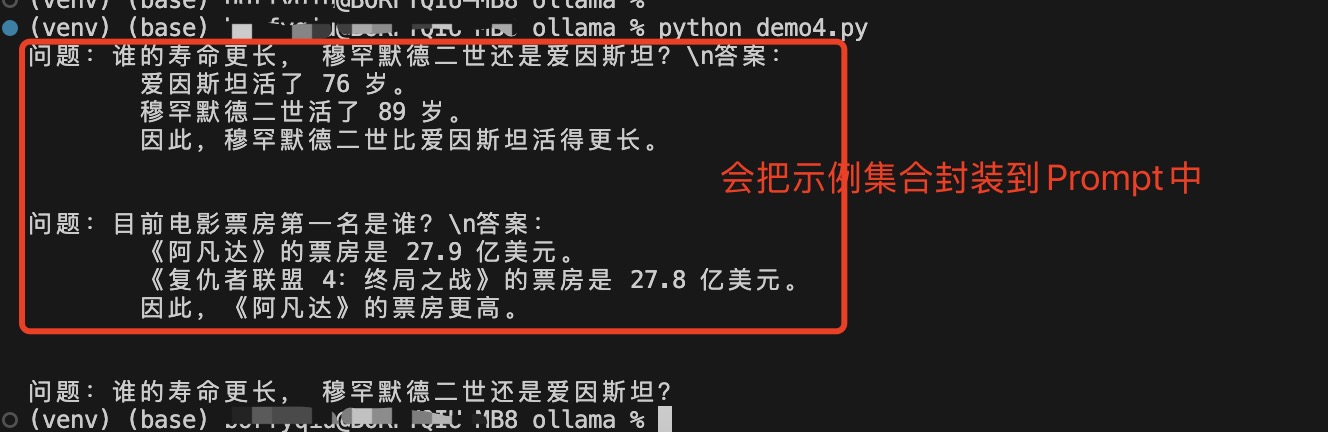 (venv) (base) ollama %
(venv) (base) MB8 ollama % python demo4.py
问题: 谁的寿命更长, 穆罕默德二世还是爱因斯坦? \n答案:
爱因斯坦活了 76 岁。
穆罕默德二世活了 89 岁。
因此, 穆罕默德二世比爱因斯坦活得更长。
会把示例集合封装到Prompt中
问题: 目前电影票房第一名是谁? \n答案:
《阿凡达》的票房是 27.9 亿美元。
《复仇者联盟 4: 终局之战》的票房是 27.8 亿美元。
因此, 《阿凡达》的票房更高。
问题: 谁的寿命更长, 穆罕默德二世还是爱因斯坦?
(venv) (base) MB8 ollama %